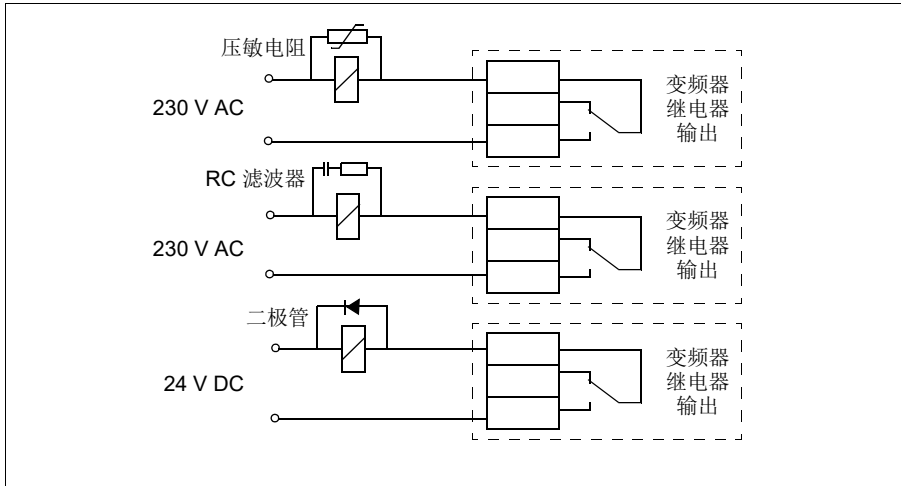 压敏电阻
230 V AC
变频器
继电器
输出
RC 滤波器
230 V AC
变频器
继电器
输出
二极管
24 V DC
变频器
继电器
输出